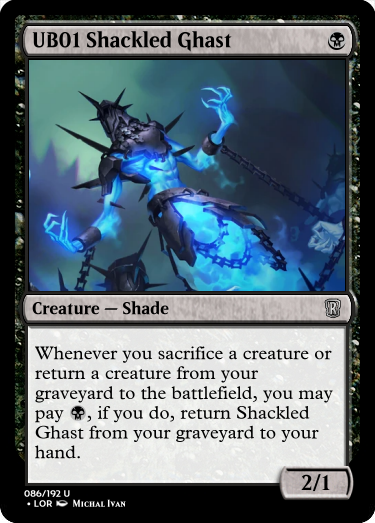 UB01 Shackled Ghast
Creature — Shade
Whenever you sacrifice a creature or
return a creature from your
graveyard to the battlefield, you may
pay , if you do, return Shackled
Ghast from your graveyard to your
hand.
2/1
086/192 U
• LOR Michal Ivan